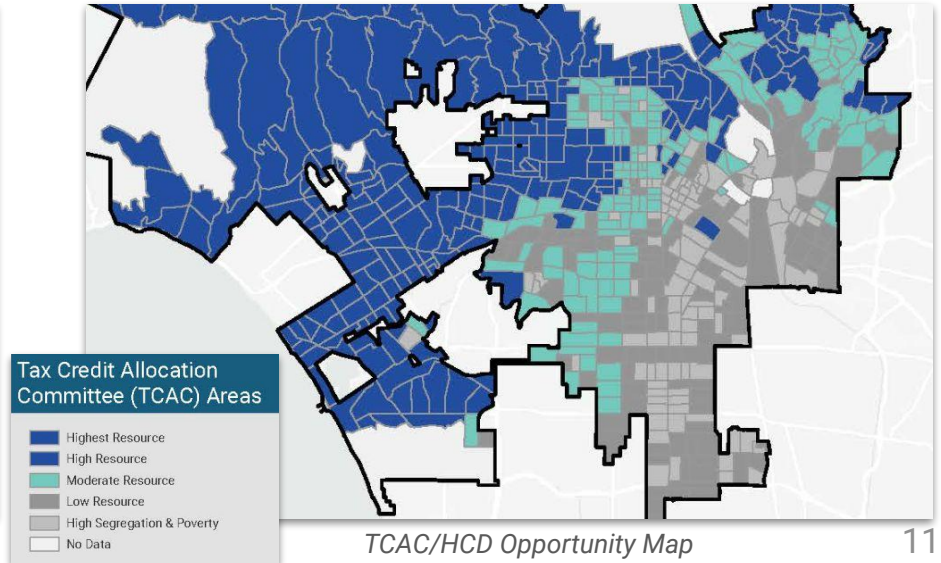 Tax Credit Allocation
Committee (TCAC) Areas
Highest Resource
High Resource
Moderate Resource
Low Resource
High Segregation & Poverty
No Data
TCAC/HCD Opportunity Map
11